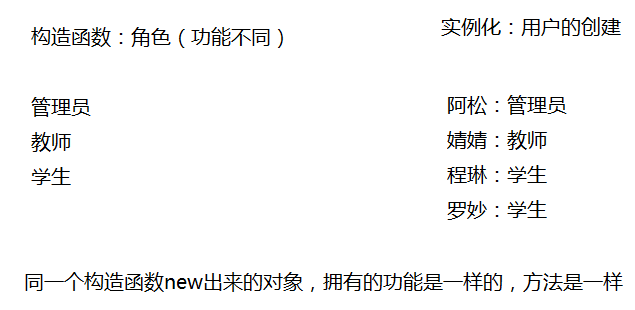 构造函数：角色（功能不同）
实例化：用户的创建
管理员
教师
学生
阿松：管理员
婧婧：教师
程琳：学生
罗妙：学生
同一个构造函数new出来的对象，拥有的功能是一样的，方法是一样